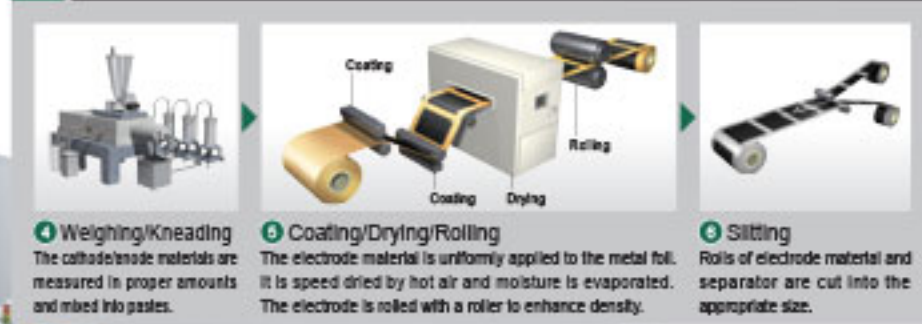 Coating
Rolling
Coating Drying
4 Weighing/Kneading
The cathode/anode materials are
measured in proper amounts
and mixed into pastes.
5 Coating/Drying/Rolling
The electrode material is uniformly applied to the metal foil.
It is speed dried by hot air and moisture is evaporated.
The electrode is rolled with a roller to enhance density.
6 Slitting
Rolls of electrode material and
separator are cut into the
appropriate size.